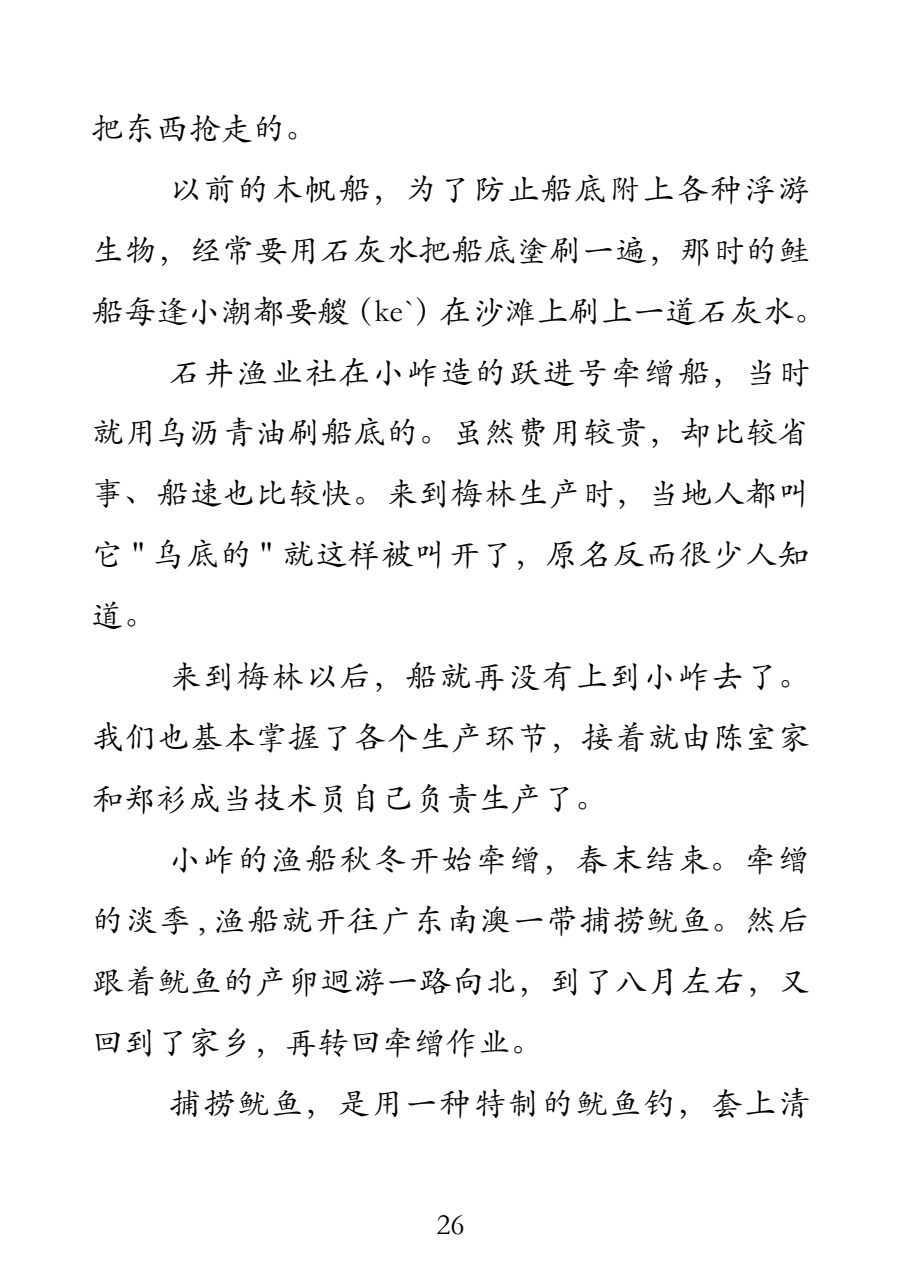 把东西抢走的。
以前的木帆船，为了防止船底附上各种浮游
生物，经常要用石灰水把船底塗刷一遍，那时的鲑
船每逢小潮都要艐（ke`）在沙滩上刷上一道石灰水。
石井渔业社在小岞造的跃进号牵缯船，当时
就用乌沥青油刷船底的。虽然费用较贵，却比较省
事、船速也比较快。来到梅林生产时，当地人都叫
它"乌底的"就这样被叫开了，原名反而很少人知
道。
来到梅林以后，船就再没有上到小岞去了。
我们也基本掌握了各个生产环节，接着就由陈室家
和郑衫成当技术员自己负责生产了。
小岞的渔船秋冬开始牵缯，春末结束。牵缯
的淡季,渔船就开往广东南澳一带捕捞鱿鱼。然后
跟着鱿鱼的产卵迥游一路向北，到了八月左右，又
回到了家乡，再转回牵缯作业。
捕捞鱿鱼，是用一种特制的鱿鱼钓，套上清
26